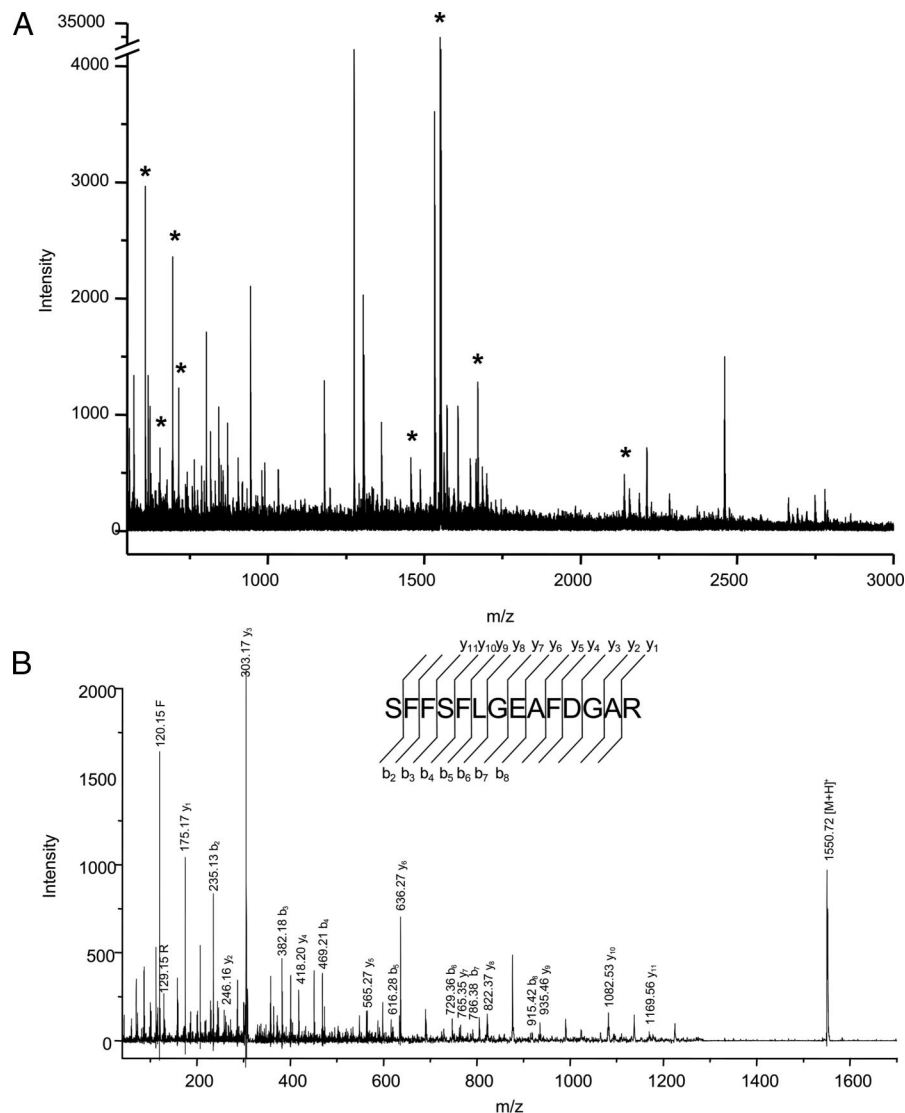 A
35000
4000
3000
2000
1000
0
Intensity
* * * * * * * *
1000 1500 2000 2500 3000
m/z
B
y₁₁y₁₀y₉ y₈ y₇ y₆ y₅ y₄ y₃ y₂ y₁
SFFSFLGEAFDGAR
b₂ b₃ b₄ b₅ b₆ b₇ b₈
2000
1500
1000
500
0
Intensity
120.15 F
129.15 R
175.17 y₁
235.13 b₂
246.16 y₂
303.17 y₃
382.18 b₃
418.20 y₄
469.21 b₄
565.27 y₅
616.28 b₅
636.27 y₆
729.36 b₆
765.35 y₇
786.38 b₇
822.37 y₈
915.42 b₈
935.46 y₉
1082.53 y₁₀
1169.56 y₁₁
1550.72 [M+H]⁺
200 400 600 800 1000 1200 1400 1600
m/z